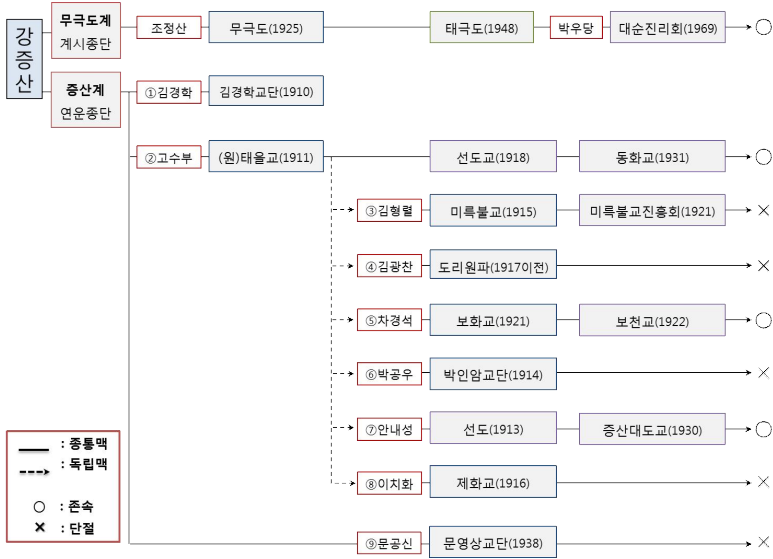 강증산
무극도계
계시종단
조정산
무극도(1925)
태극도(1948)
박우당
대순진리회(1969)
증산계
연운종단
①김경학
김경학교단(1910)
②고수부
(원)태을교(1911)
선도교(1918)
동화교(1931)
③김형렬
미륵불교(1915)
미륵불교진흥회(1921)
④김광찬
도리원파(1917이전)
⑤차경석
보화교(1921)
보천교(1922)
⑥박공우
박인암교단(1914)
⑦안내성
선도(1913)
증산대도교(1930)
⑧이치화
제화교(1916)
⑨문공신
문영상교단(1938)
: 종통맥
: 독립맥
: 존속
: 단절